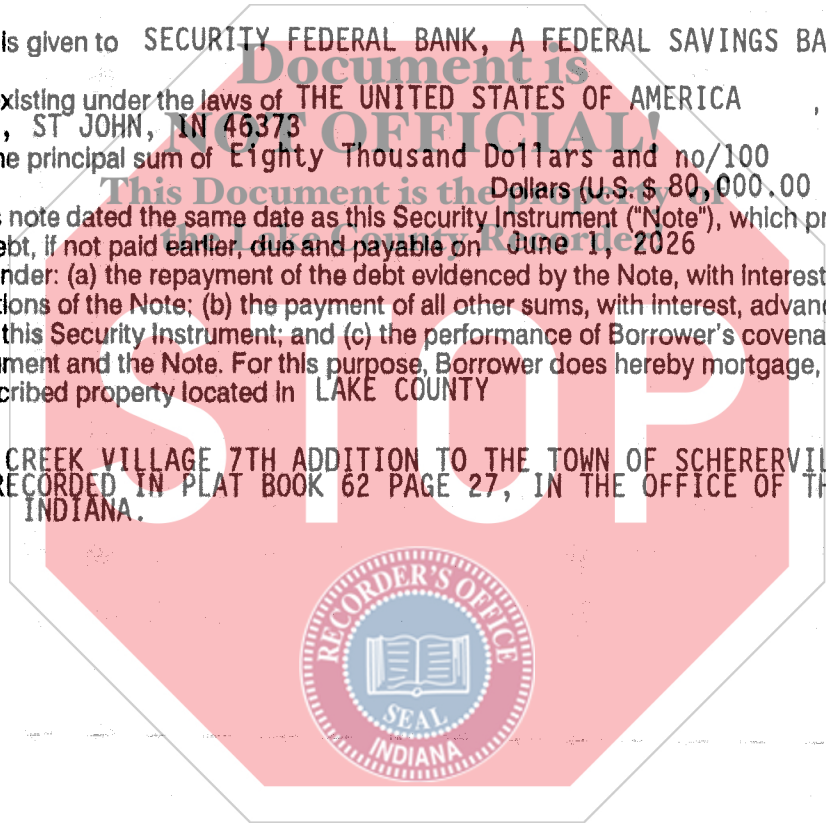 is given to SECURITY FEDERAL BANK, A FEDERAL SAVINGS BA
Document is
xisting under the laws of THE UNITED STATES OF AMERICA ,
, ST JOHN, IN 46373
NOT OFFICIAL!
ne principal sum of Eighty Thousand Dollars and no/100
This Document is the property of
Dollars (U.S. $ 80,000.00
s note dated the same date as this Security Instrument ("Note"), which pr
the Lake County Recorder!
ebt, if not paid earlier, due and payable on June 1, 2026
nder: (a) the repayment of the debt evidenced by the Note, with interest
tions of the Note; (b) the payment of all other sums, with interest, advan
this Security Instrument; and (c) the performance of Borrower's covena
ument and the Note. For this purpose, Borrower does hereby mortgage,
cribed property located in LAKE COUNTY
STOP
CREEK VILLAGE 7TH ADDITION TO THE TOWN OF SCHERERVIL
RECORDED IN PLAT BOOK 62 PAGE 27, IN THE OFFICE OF TH
INDIANA.
RECORDER'S OFFICE
SEAL
INDIANA